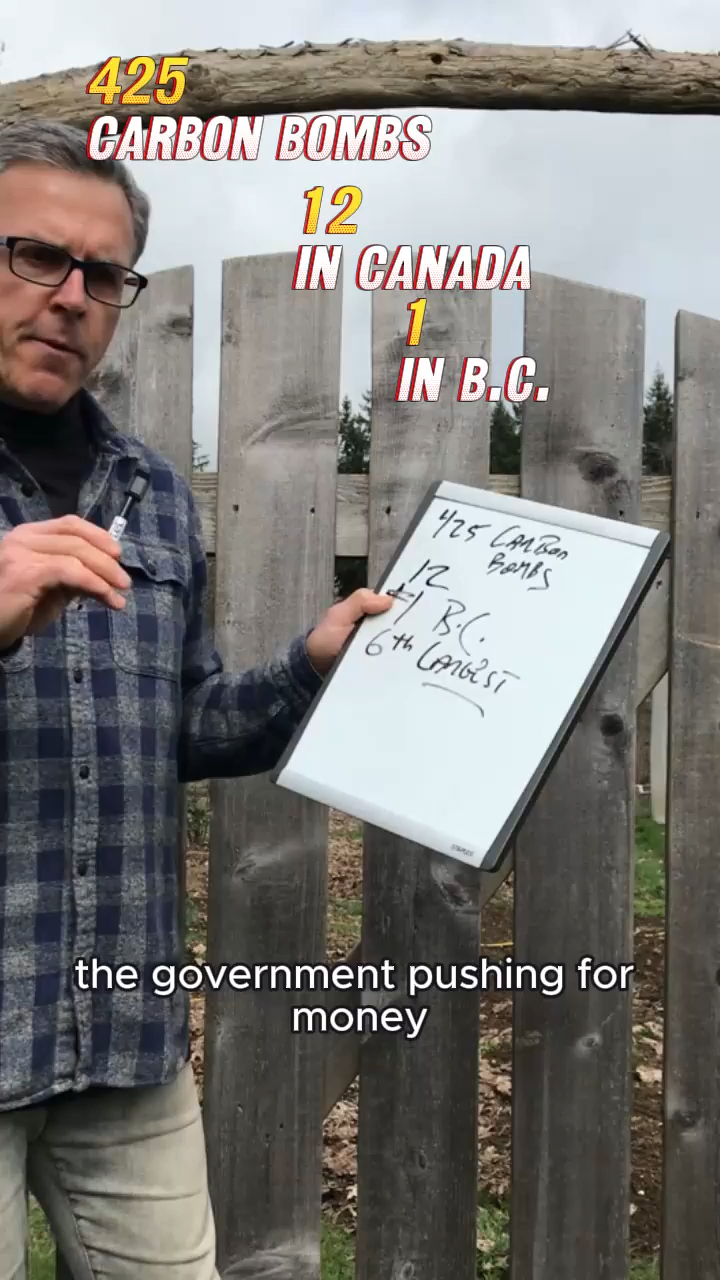 425
CARBON BOMBS
12
IN CANADA
1
IN B.C.
425 CARBON
BOMBS
12
#1 B.C.
6th LARGEST
STAPLES
the government pushing for
money